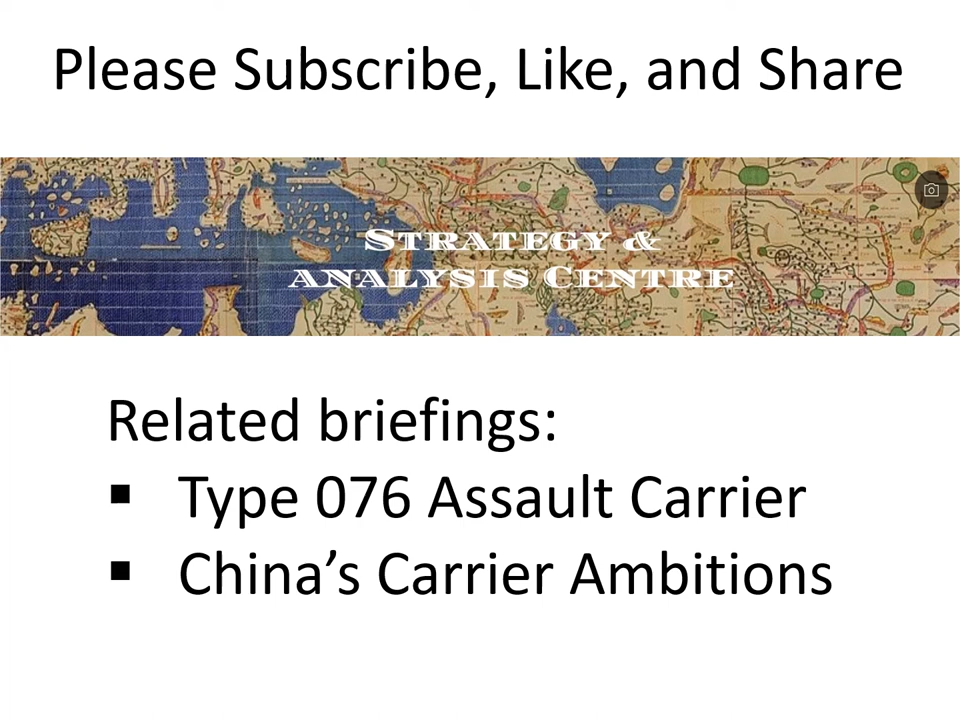 Please Subscribe, Like, and Share
STRATEGY &
ANALYSIS CENTRE
Related briefings:
▪ Type 076 Assault Carrier
▪ China’s Carrier Ambitions